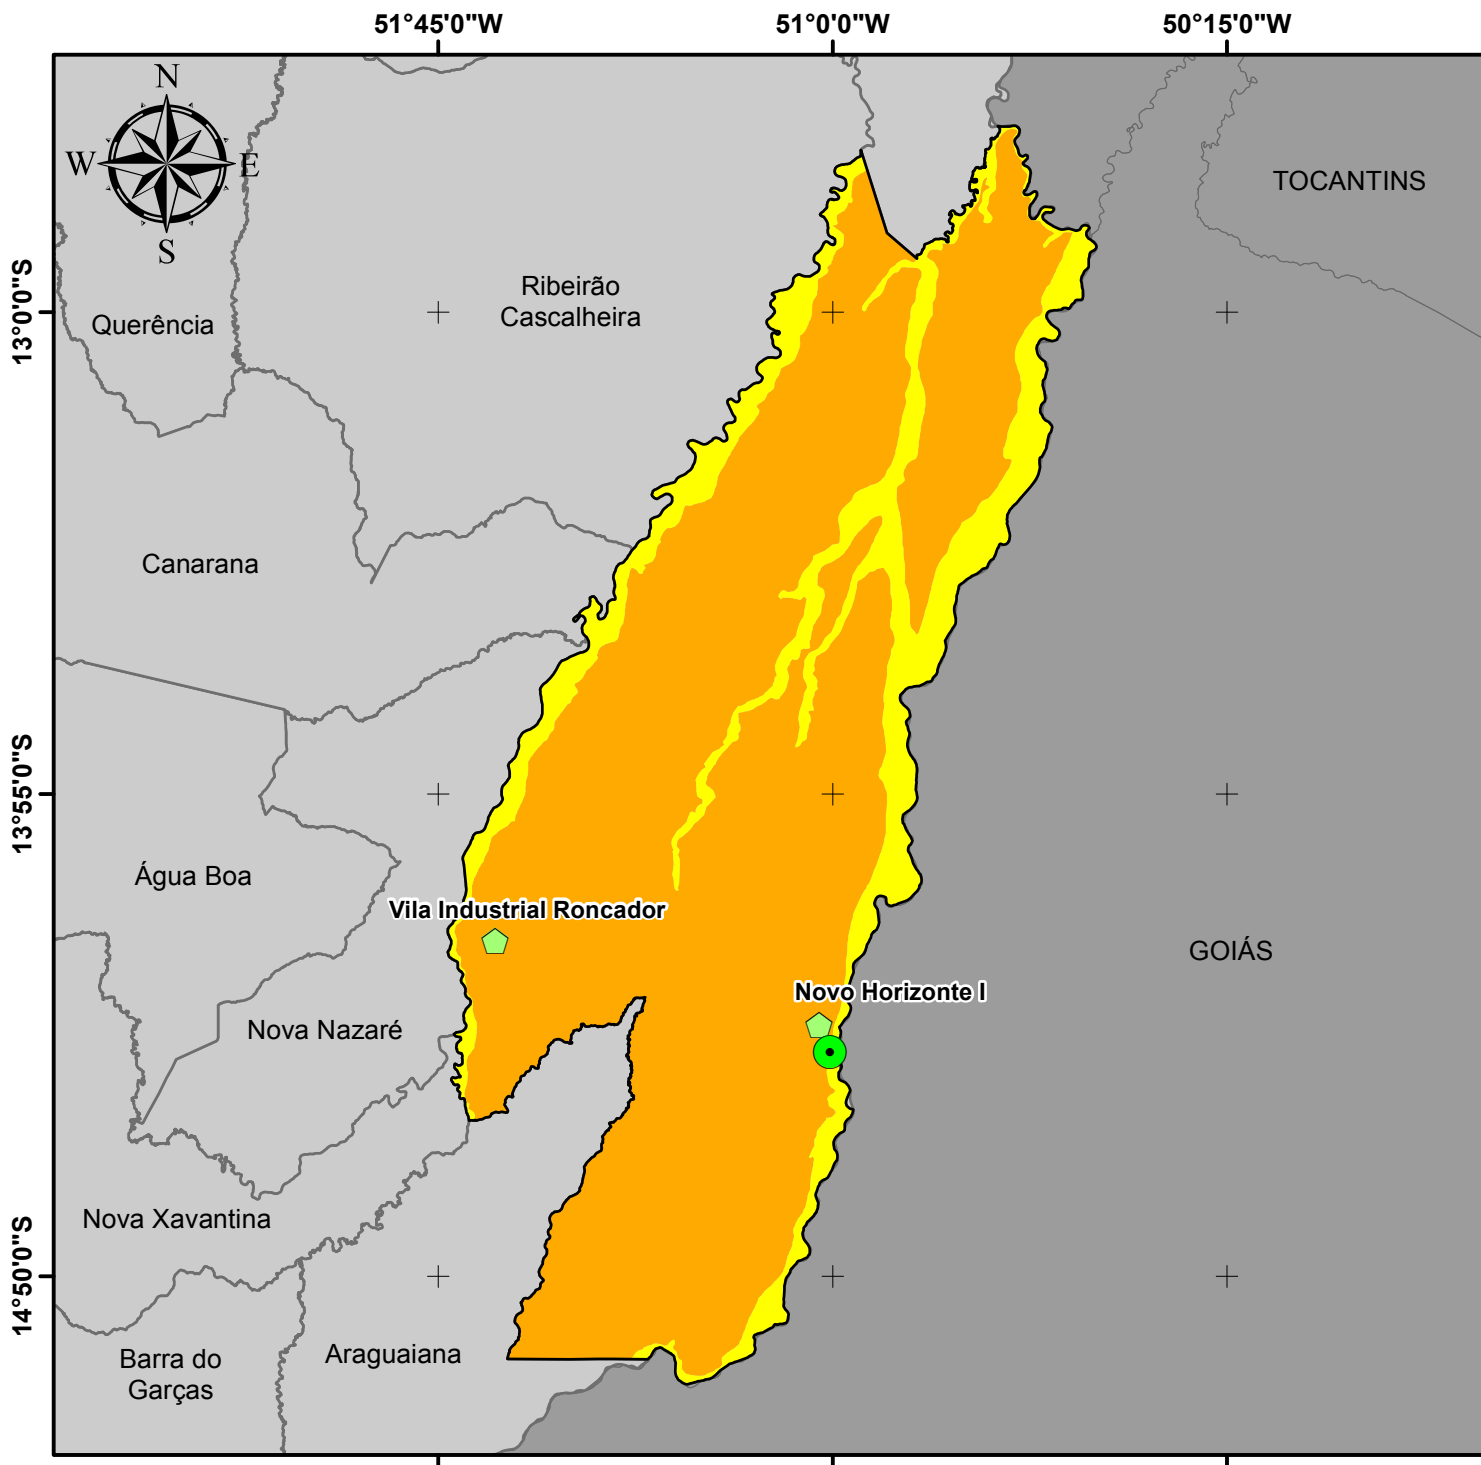 51°45'0"W
51°0'0"W
50°15'0"W
N
W
E
S
TOCANTINS
13°0'0"S
Ribeirão
Cascalheira
Querência
Canarana
13°55'0"S
Água Boa
Vila Industrial Roncador
GOIÁS
Novo Horizonte I
Nova Nazaré
Nova Xavantina
14°50'0"S
Araguaiana
Barra do
Garças